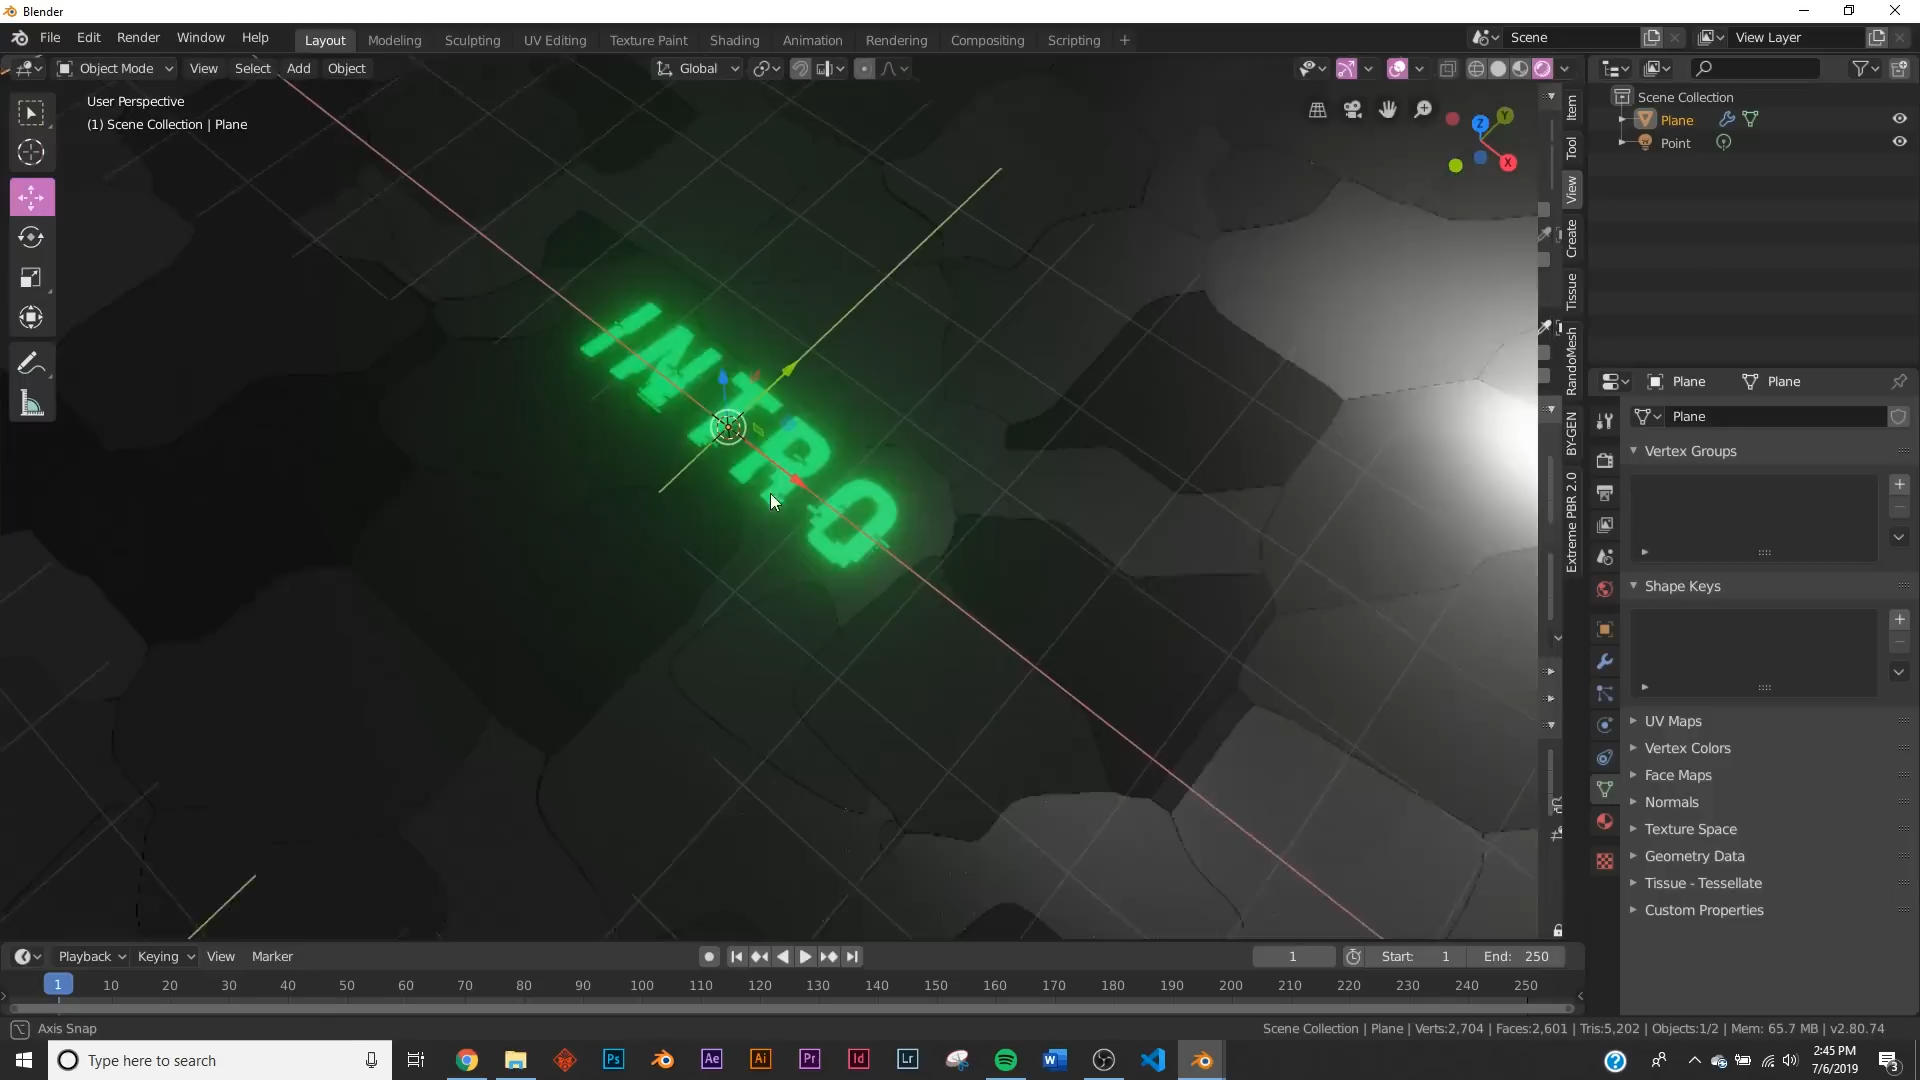 Blender
File Edit Render Window Help Layout Modeling Sculpting UV Editing Texture Paint Shading Animation Rendering Compositing Scripting + Scene View Layer
Object Mode View Select Add Object Global
User Perspective
(1) Scene Collection | Plane
INTRO
Z Y X
Item
Tool
View
Create
Tissue
RandoMesh
BY-GEN
Extreme PBR 2.0
Scene Collection
Plane
Point
Plane Plane
Plane
Vertex Groups
Shape Keys
UV Maps
Vertex Colors
Face Maps
Normals
Texture Space
Geometry Data
Tissue - Tessellate
Custom Properties
Playback Keying View Marker 1 Start: 1 End: 250
1 10 20 30 40 50 60 70 80 90 100 110 120 130 140 150 160 170 180 190 200 210 220 230 240 250
Axis Snap Scene Collection | Plane | Verts:2,704 | Faces:2,601 | Tris:5,202 | Objects:1/2 | Mem: 65.7 MB | v2.80.74
Type here to search Ps Ae Ai Pr Id Lr 2:45 PM
7/6/2019 3